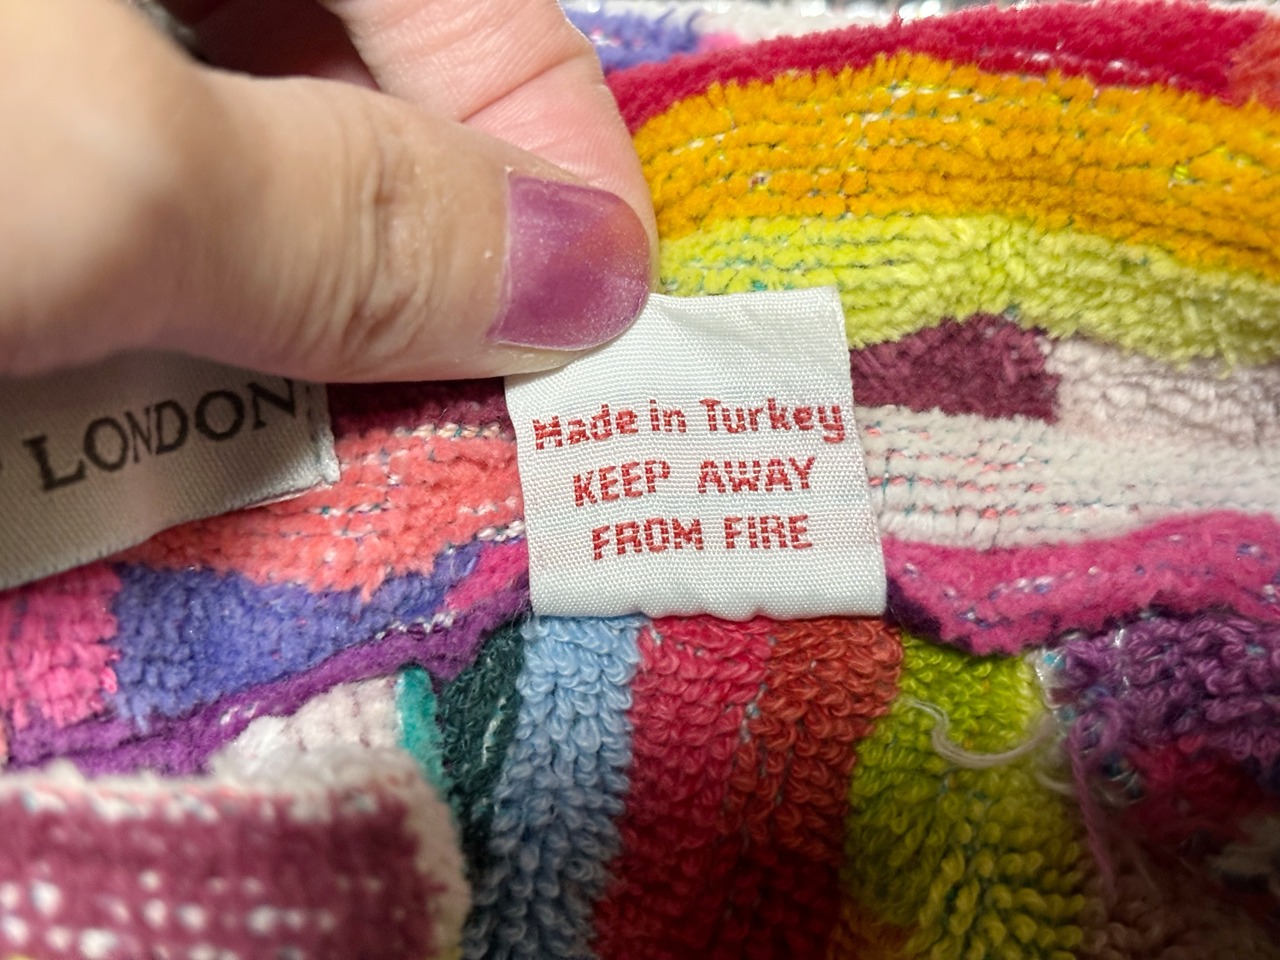 LONDON
Made in Turkey
KEEP AWAY
FROM FIRE